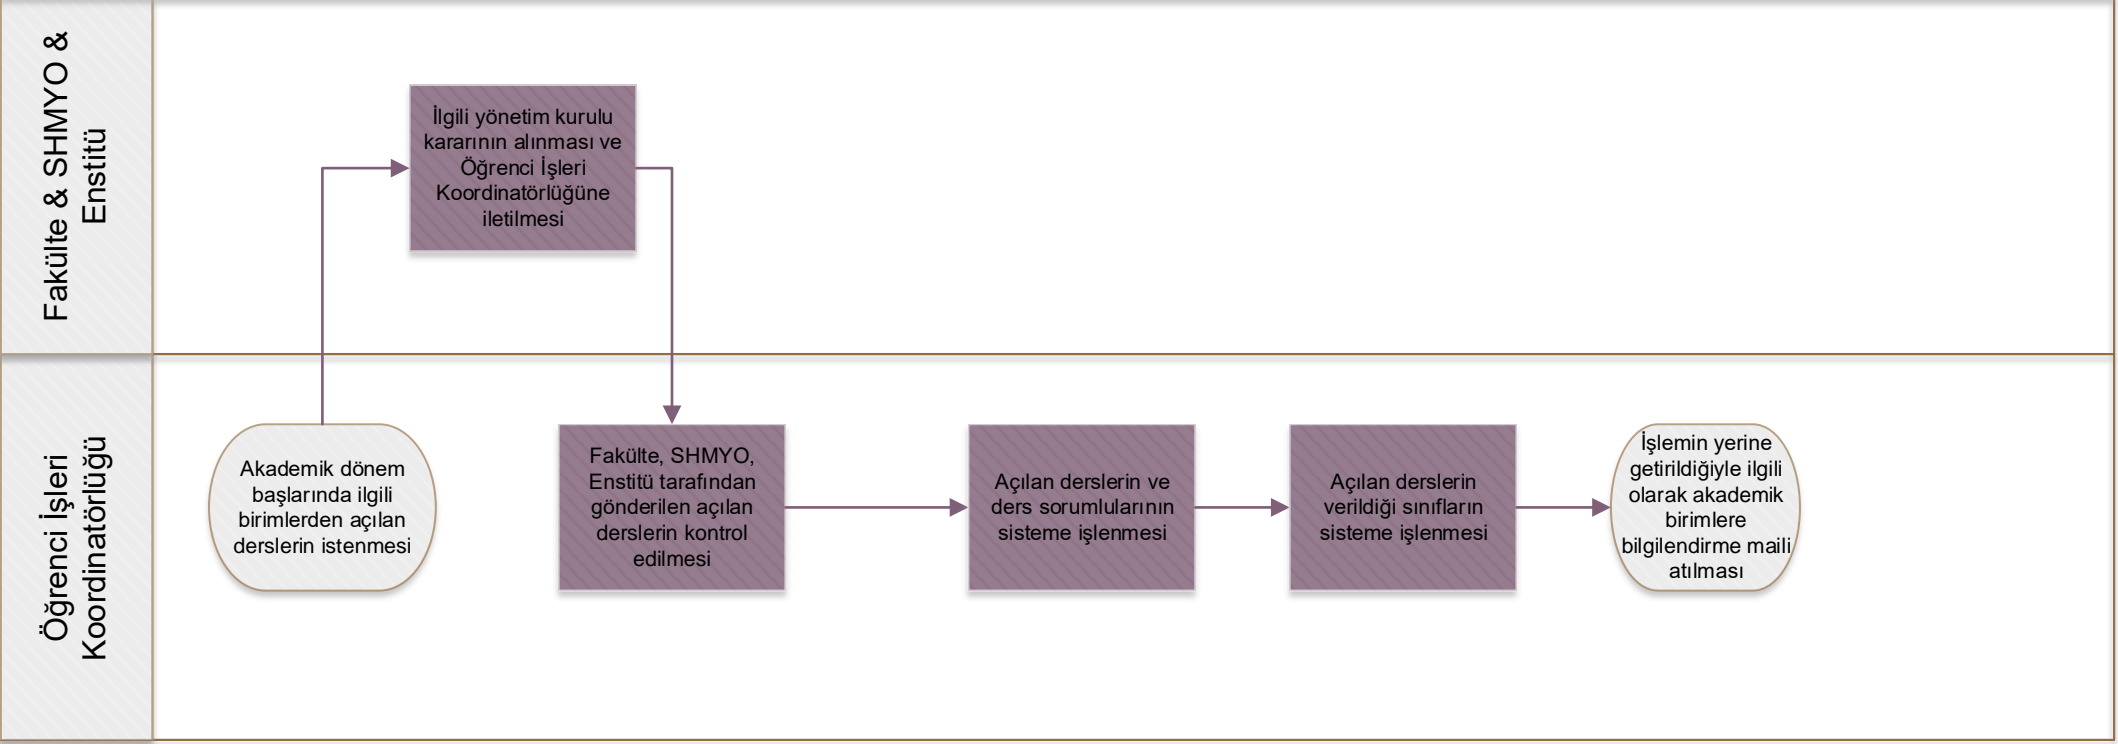 Fakülte & SHMYO &
Enstitü
İlgili yönetim kurulu
kararının alınması ve
Öğrenci İşleri
Koordinatörlüğüne
iletilmesi
Öğrenci İşleri
Koordinatörlüğü
Akademik dönem
başlarında ilgili
birimlerden açılan
derslerin istenmesi
Fakülte, SHMYO,
Enstitü tarafından
gönderilen açılan
derslerin kontrol
edilmesi
Açılan derslerin ve
ders sorumlularının
sisteme işlenmesi
Açılan derslerin
verildiği sınıfların
sisteme işlenmesi
İşlemin yerine
getirildiğiyle ilgili
olarak akademik
birimlere
bilgilendirme maili
atılması